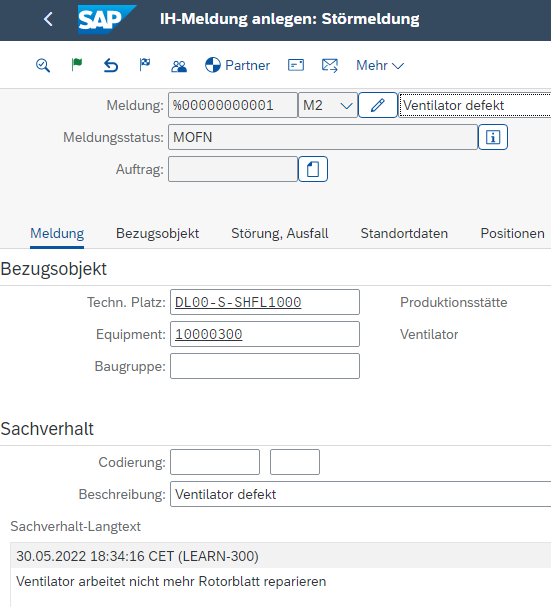 SAP IH-Meldung anlegen: Störmeldung
Partner Mehr
Meldung: %00000000001 M2 Ventilator defekt
Meldungsstatus: MOFN
Auftrag:
Meldung Bezugsobjekt Störung, Ausfall Standortdaten Positionen
Bezugsobjekt
Techn. Platz: DL00-S-SHFL1000 Produktionsstätte
Equipment: 10000300 Ventilator
Baugruppe:
Sachverhalt
Codierung:
Beschreibung: Ventilator defekt
Sachverhalt-Langtext
30.05.2022 18:34:16 CET (LEARN-300)
Ventilator arbeitet nicht mehr Rotorblatt reparieren